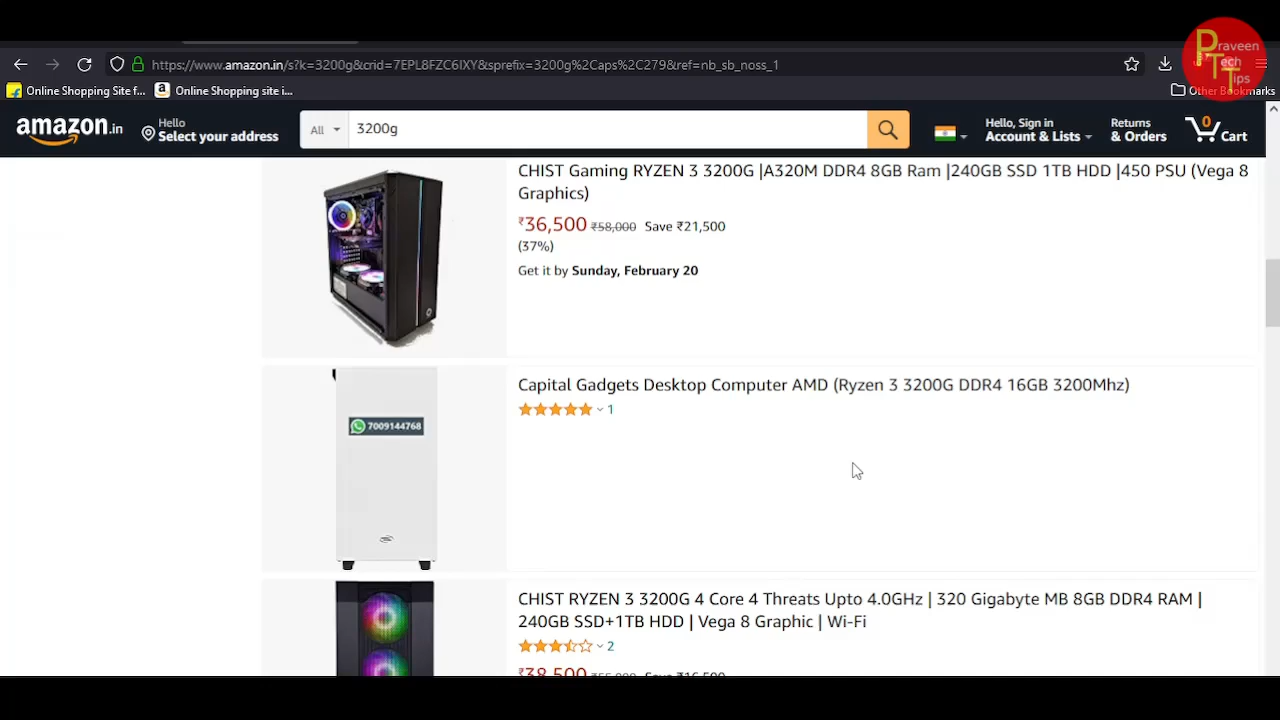 Praveen
Tech
Tips
https://www.amazon.in/s?k=3200g&crid=7EPL8FZC6IXY&sprefix=3200g%2Caps%2C279&ref=nb_sb_noss_1
Online Shopping Site f... Online Shopping site i... Other Bookmarks
amazon.in Hello
Select your address All 3200g Hello, Sign in
Account & Lists Returns
& Orders 0 Cart
CHIST Gaming RYZEN 3 3200G |A320M DDR4 8GB Ram |240GB SSD 1TB HDD |450 PSU (Vega 8
Graphics)
₹36,500 ₹58,000 Save ₹21,500
(37%)
Get it by Sunday, February 20
Capital Gadgets Desktop Computer AMD (Ryzen 3 3200G DDR4 16GB 3200Mhz)
1
7009144768
CHIST RYZEN 3 3200G 4 Core 4 Threats Upto 4.0GHz | 320 Gigabyte MB 8GB DDR4 RAM |
240GB SSD+1TB HDD | Vega 8 Graphic | Wi-Fi
2
₹38,500 ₹55,000 Save ₹16,500